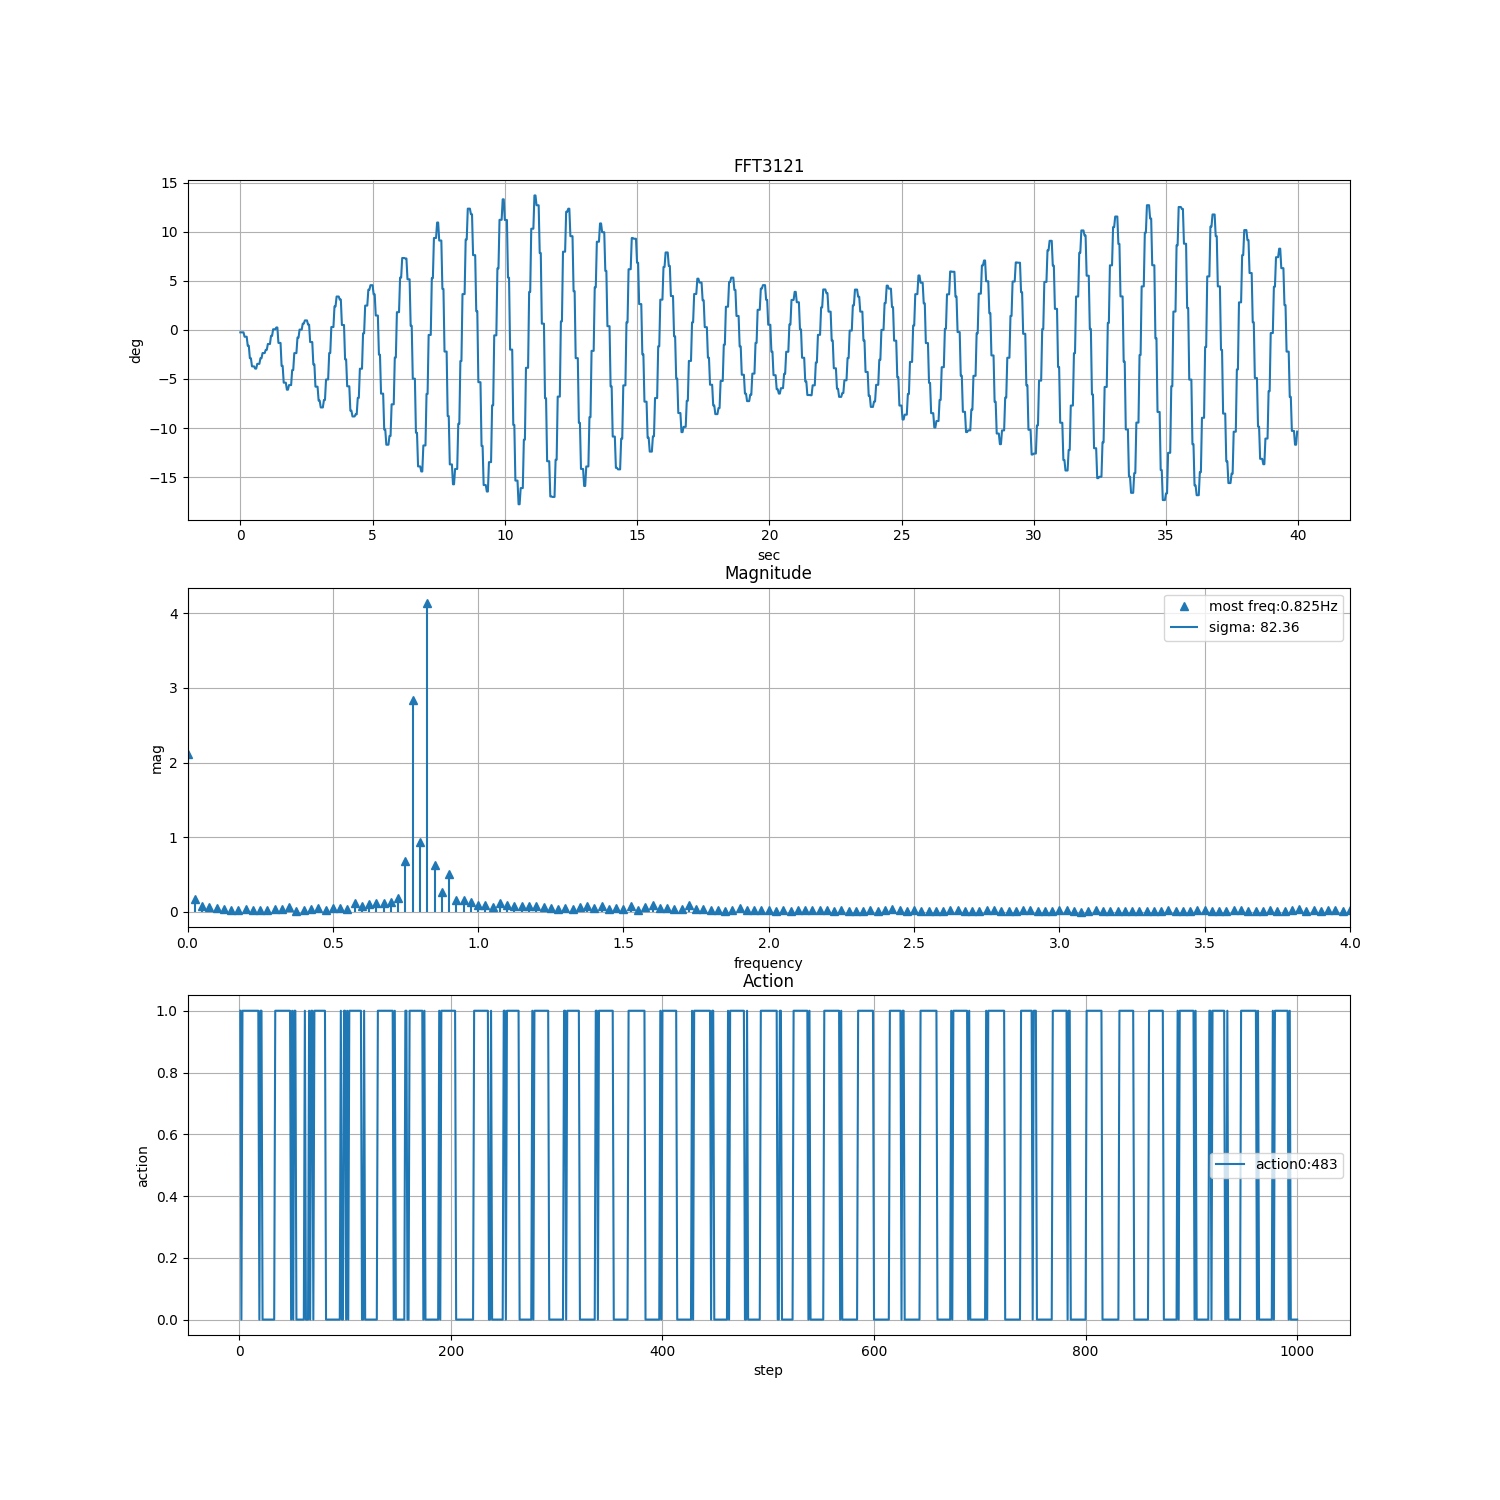 FFT3121
15
10
5
0
−5
−10
−15
deg
0 5 10 15 20 25 30 35 40
sec
Magnitude
4
3
2
1
0
mag
most freq:0.825Hz
sigma: 82.36
0.0 0.5 1.0 1.5 2.0 2.5 3.0 3.5 4.0
frequency
Action
1.0
0.8
0.6
0.4
0.2
0.0
action
action0:483
0 200 400 600 800 1000
step